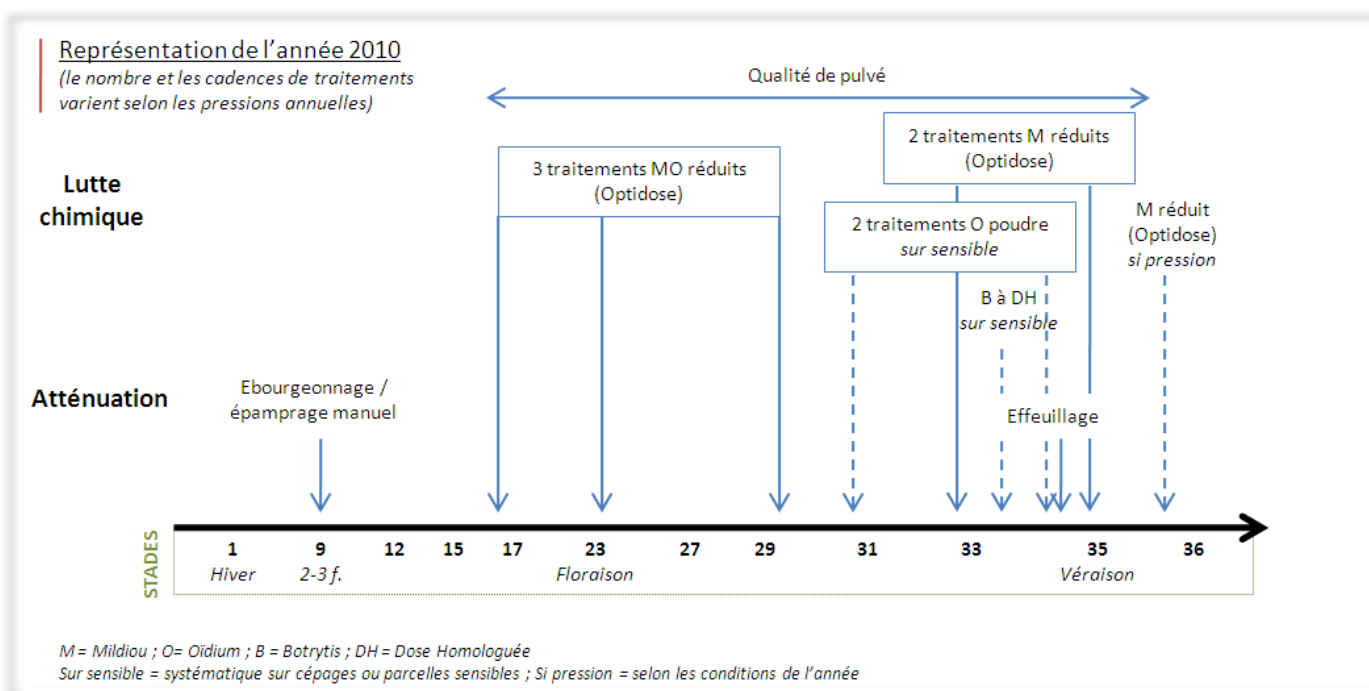 Représentation de l'année 2010
(le nombre et les cadences de traitements
varient selon les pressions annuelles)
Qualité de pulvé
Lutte
chimique
3 traitements MO réduits
(Optidose)
2 traitements M réduits
(Optidose)
2 traitements O poudre
sur sensible
M réduit
(Optidose)
si pression
B à DH
sur sensible
Atténuation
Ebourgeonnage /
épamprage manuel
Effeuillage
STADES
1 9 12 15 17 23 27 29 31 33 35 36
Hiver 2-3 f. Floraison Véraison
M = Mildiou ; O= Oïdium ; B = Botrytis ; DH = Dose Homologuée
Sur sensible = systématique sur cépages ou parcelles sensibles ; Si pression = selon les conditions de l'année